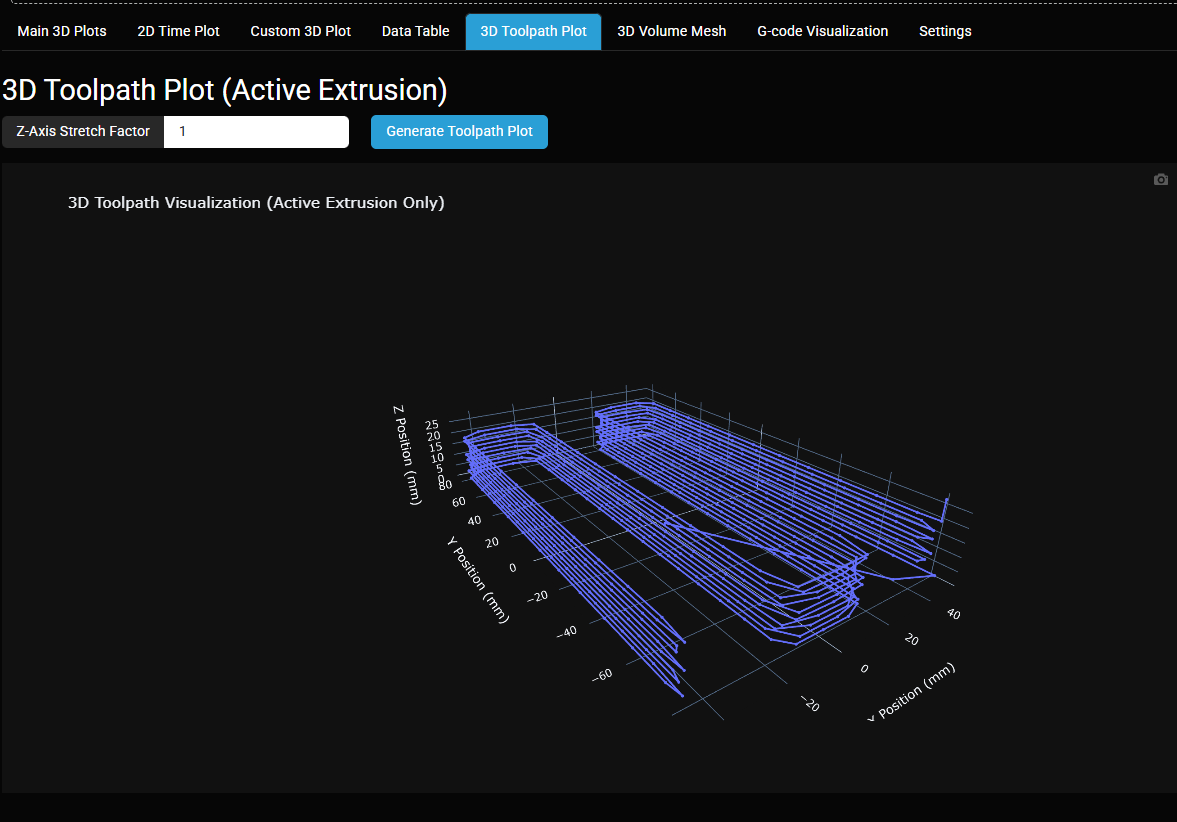 Main 3D Plots 2D Time Plot Custom 3D Plot Data Table 3D Toolpath Plot 3D Volume Mesh G-code Visualization Settings
3D Toolpath Plot (Active Extrusion)
Z-Axis Stretch Factor 1 Generate Toolpath Plot
3D Toolpath Visualization (Active Extrusion Only)
Z Position (mm)
25
20
15
10
5
0
80
60
40
20
0
−20
−40
−60
Y Position (mm)
40
20
0
−20
Position (mm)